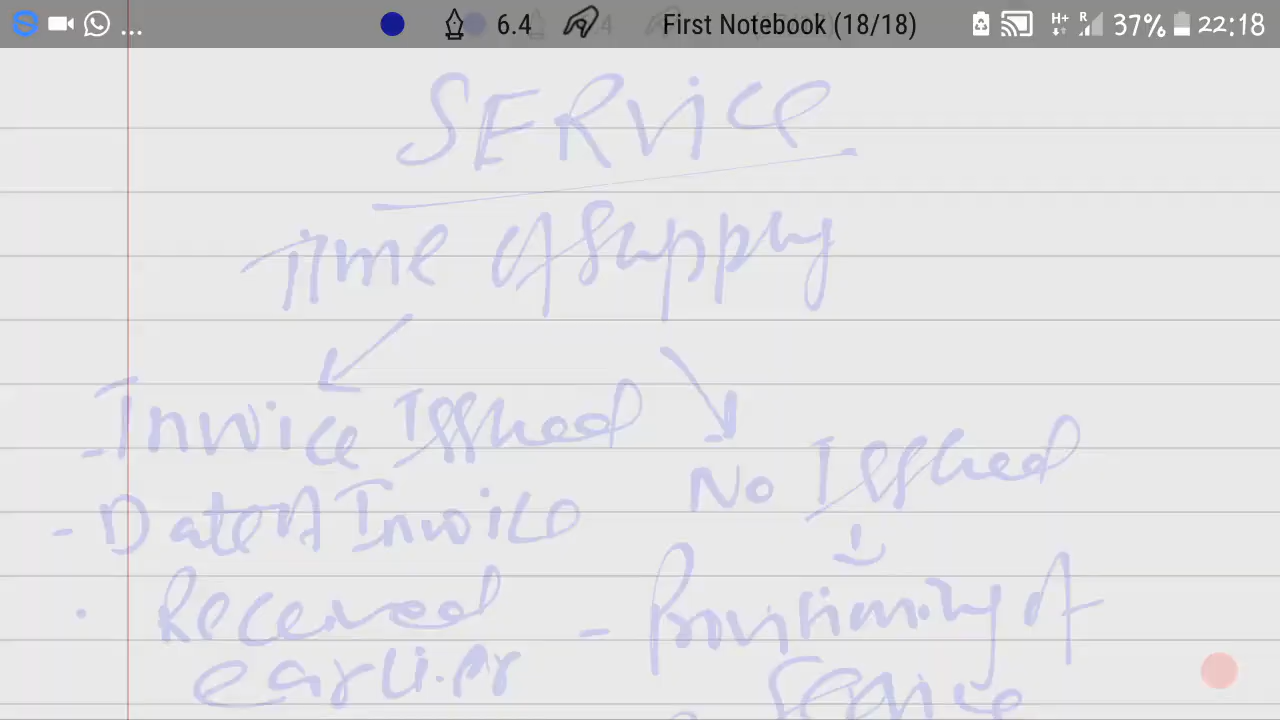 ... 6.4 First Notebook (18/18) H+ R 37% 22:18
SERVice
Time of supply
Invoice Issued
No Issued
- Date of Invoice
Received
- Provisioning of
earlier
Service